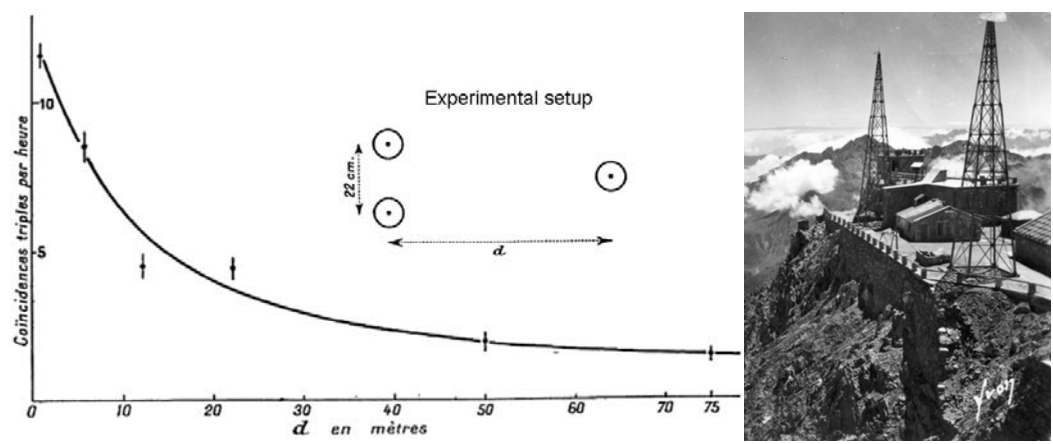 Coïncidences triples par heure
10
5
0
10
20
30
40
50
60
75
d en mètres
Experimental setup
22 cm.
d
Yvon